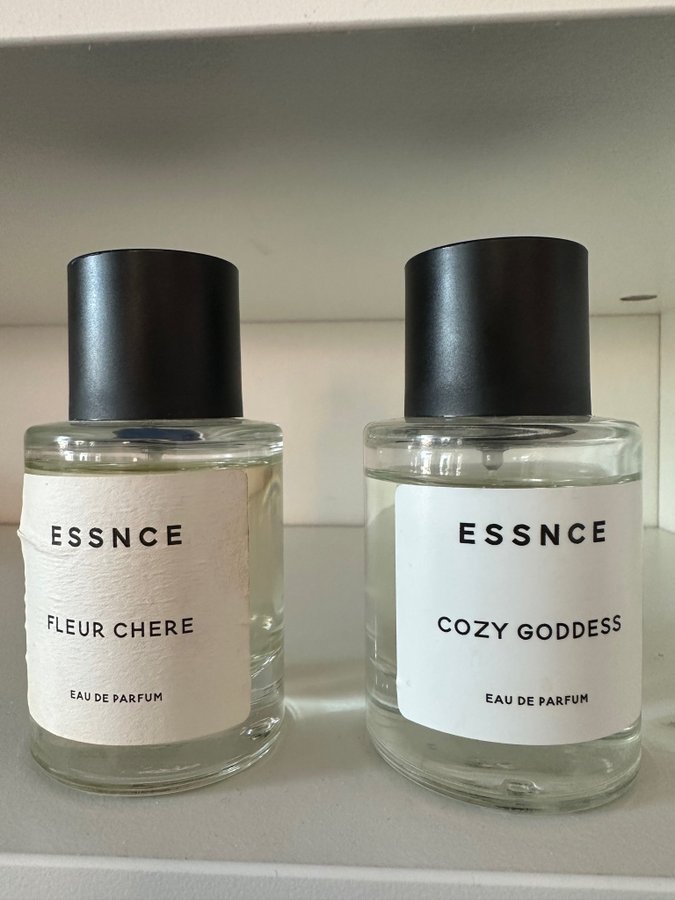 ESSNCE
FLEUR CHERE
EAU DE PARFUM
ESSNCE
COZY GODDESS
EAU DE PARFUM